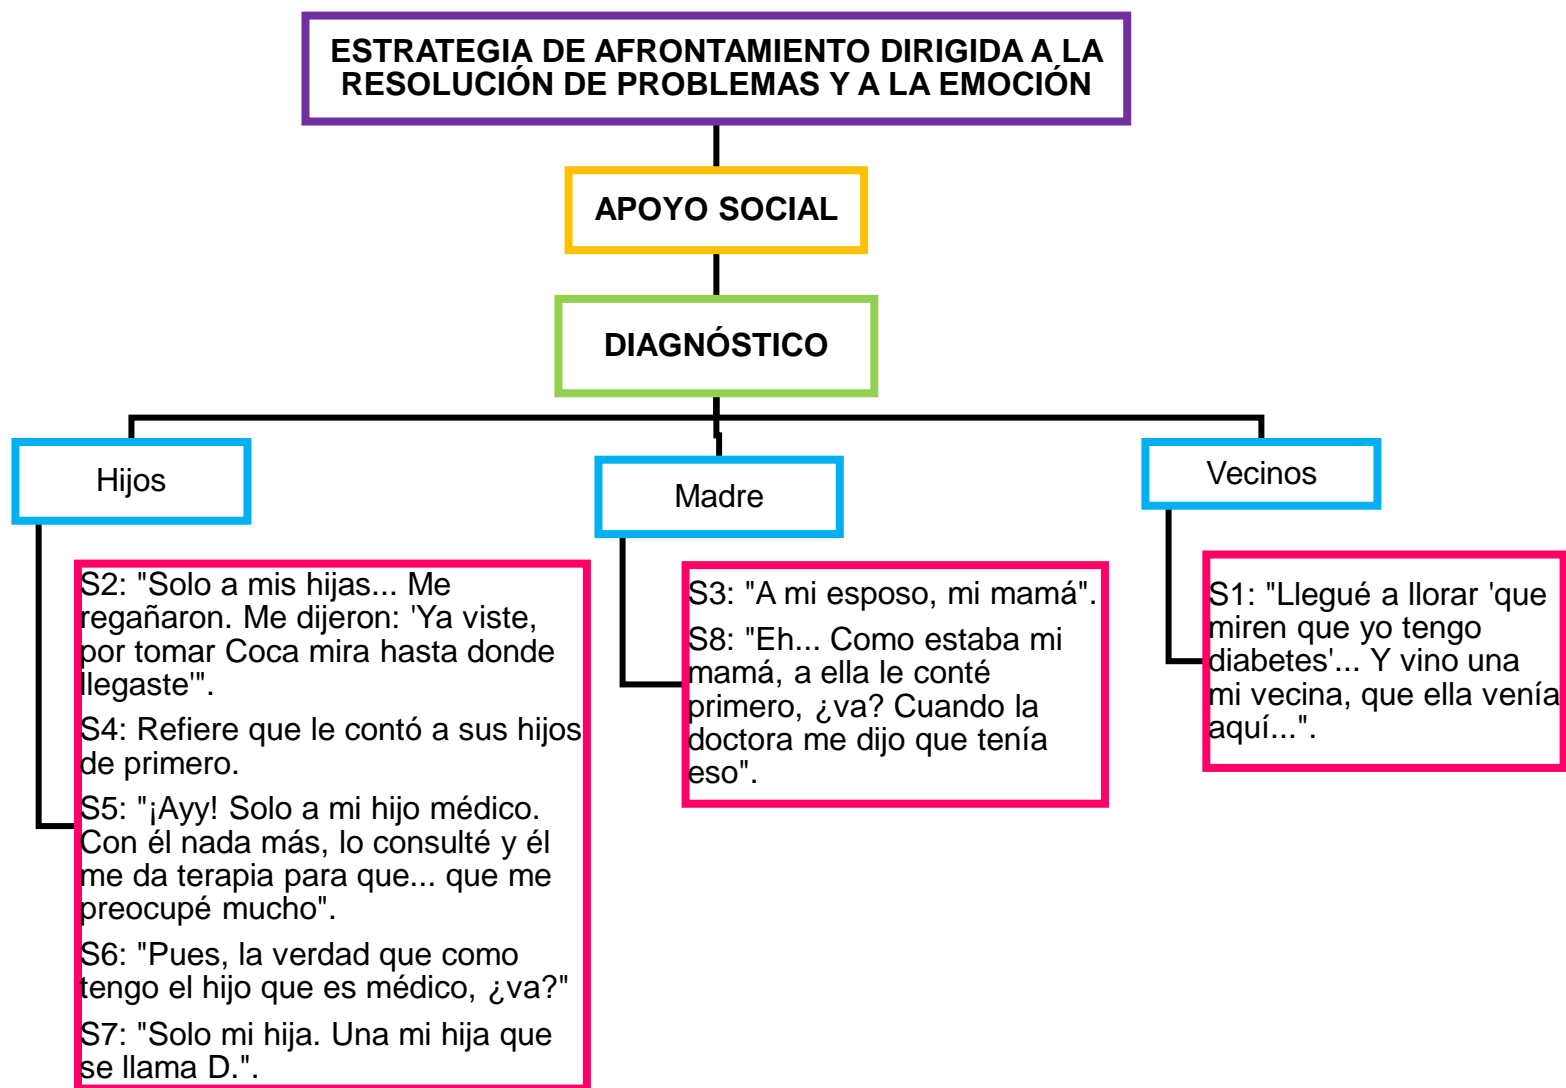 ESTRATEGIA DE AFRONTAMIENTO DIRIGIDA A LA
RESOLUCIÓN DE PROBLEMAS Y A LA EMOCIÓN
APOYO SOCIAL
DIAGNÓSTICO
Hijos
S2: "Solo a mis hijas... Me
regañaron. Me dijeron: 'Ya viste,
por tomar Coca mira hasta donde
llegaste'".
S4: Refiere que le contó a sus hijos
de primero.
S5: "¡Ayy! Solo a mi hijo médico.
Con él nada más, lo consulté y él
me da terapia para que... que me
preocupé mucho".
S6: "Pues, la verdad que como
tengo el hijo que es médico, ¿va?"
S7: "Solo mi hija. Una mi hija que
se llama D.".
Madre
S3: "A mi esposo, mi mamá".
S8: "Eh... Como estaba mi
mamá, a ella le conté
primero, ¿va? Cuando la
doctora me dijo que tenía
eso".
Vecinos
S1: "Llegué a llorar 'que
miren que yo tengo
diabetes'... Y vino una
mi vecina, que ella venía
aquí...".